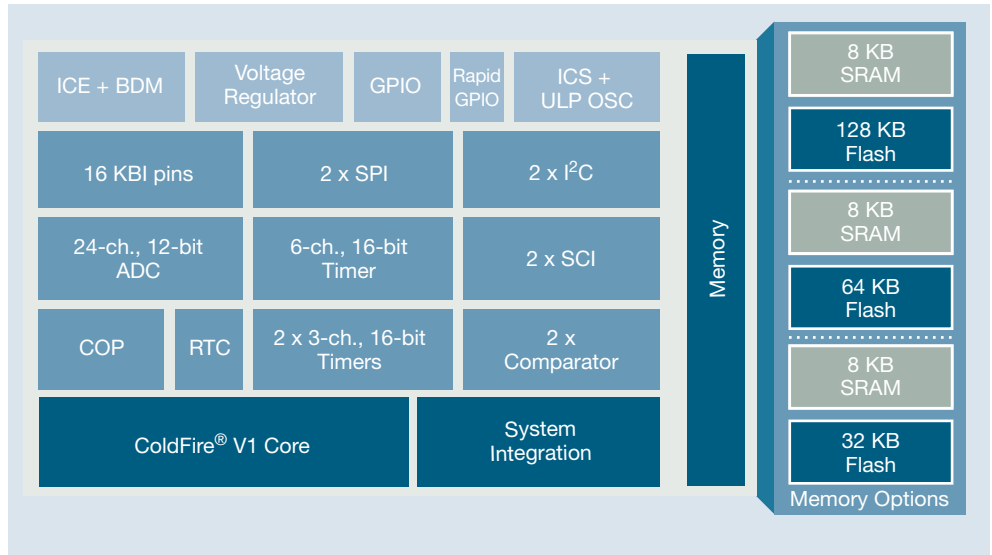 ICE + BDM
Voltage
Regulator
GPIO
Rapid
GPIO
ICS +
ULP OSC
16 KBI pins
2 x SPI
2 x I²C
24-ch., 12-bit
ADC
6-ch., 16-bit
Timer
2 x SCI
COP
RTC
2 x 3-ch., 16-bit
Timers
2 x
Comparator
ColdFire® V1 Core
System
Integration
Memory
8 KB
SRAM
128 KB
Flash
8 KB
SRAM
64 KB
Flash
8 KB
SRAM
32 KB
Flash
Memory Options